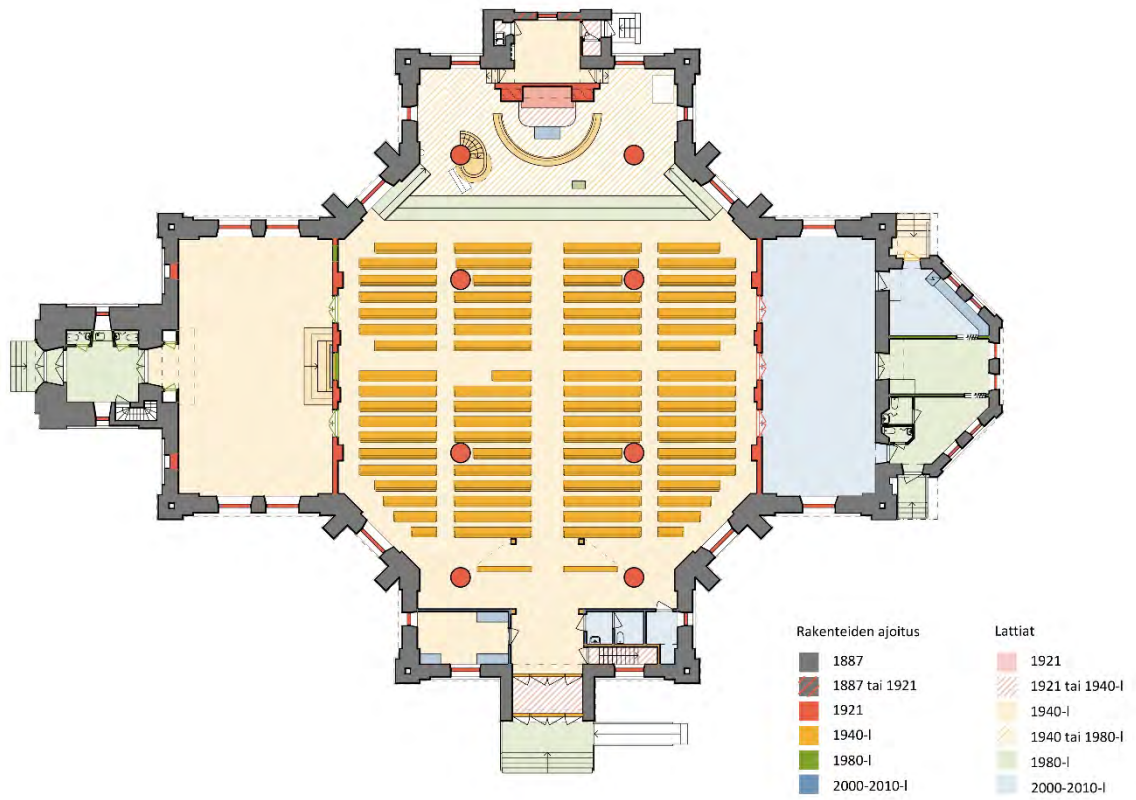 Rakenteiden ajoitus
1887
1887 tai 1921
1921
1940-l
1980-l
2000-2010-l
Lattiat
1921
1921 tai 1940-l
1940-l
1940 tai 1980-l
1980-l
2000-2010-l